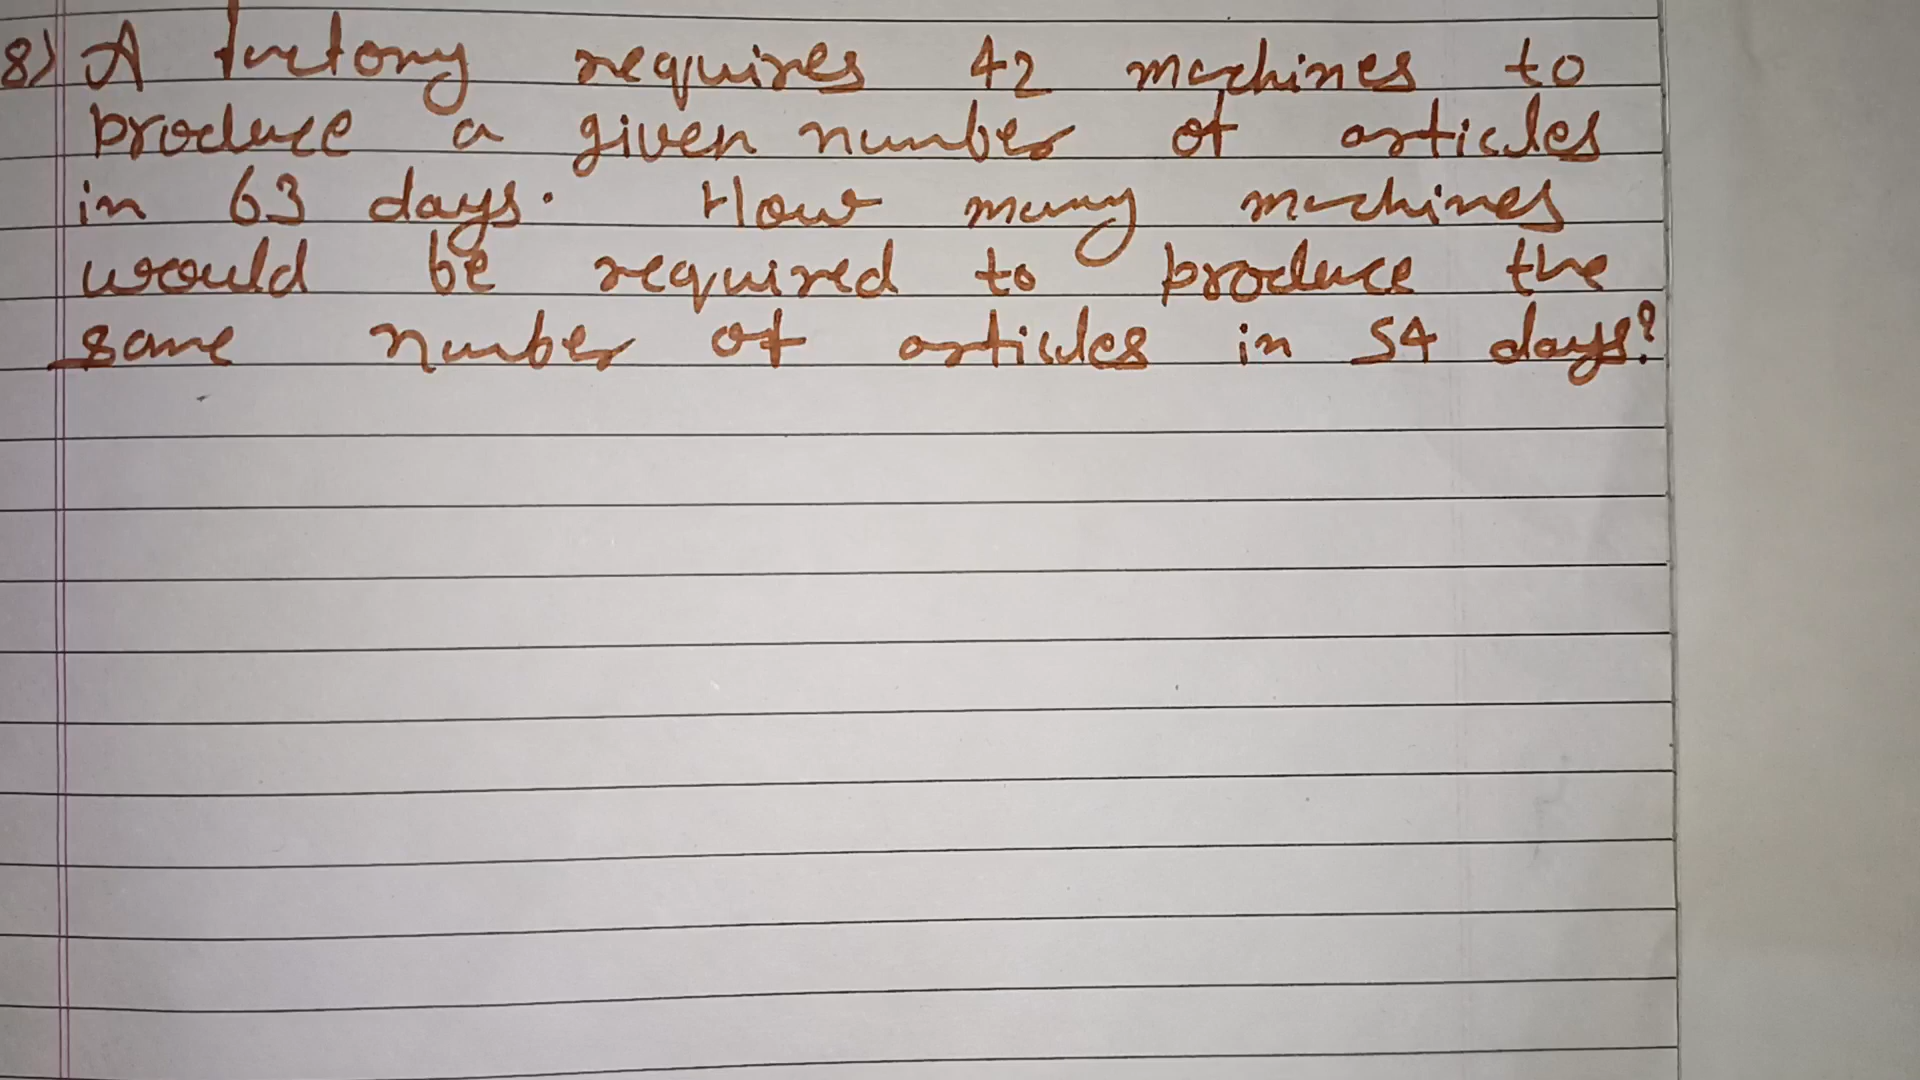 8) A factory requires 42 machines to
produce a given number of articles
in 63 days. How many machines
would be required to produce the
same number of articles in 54 days?